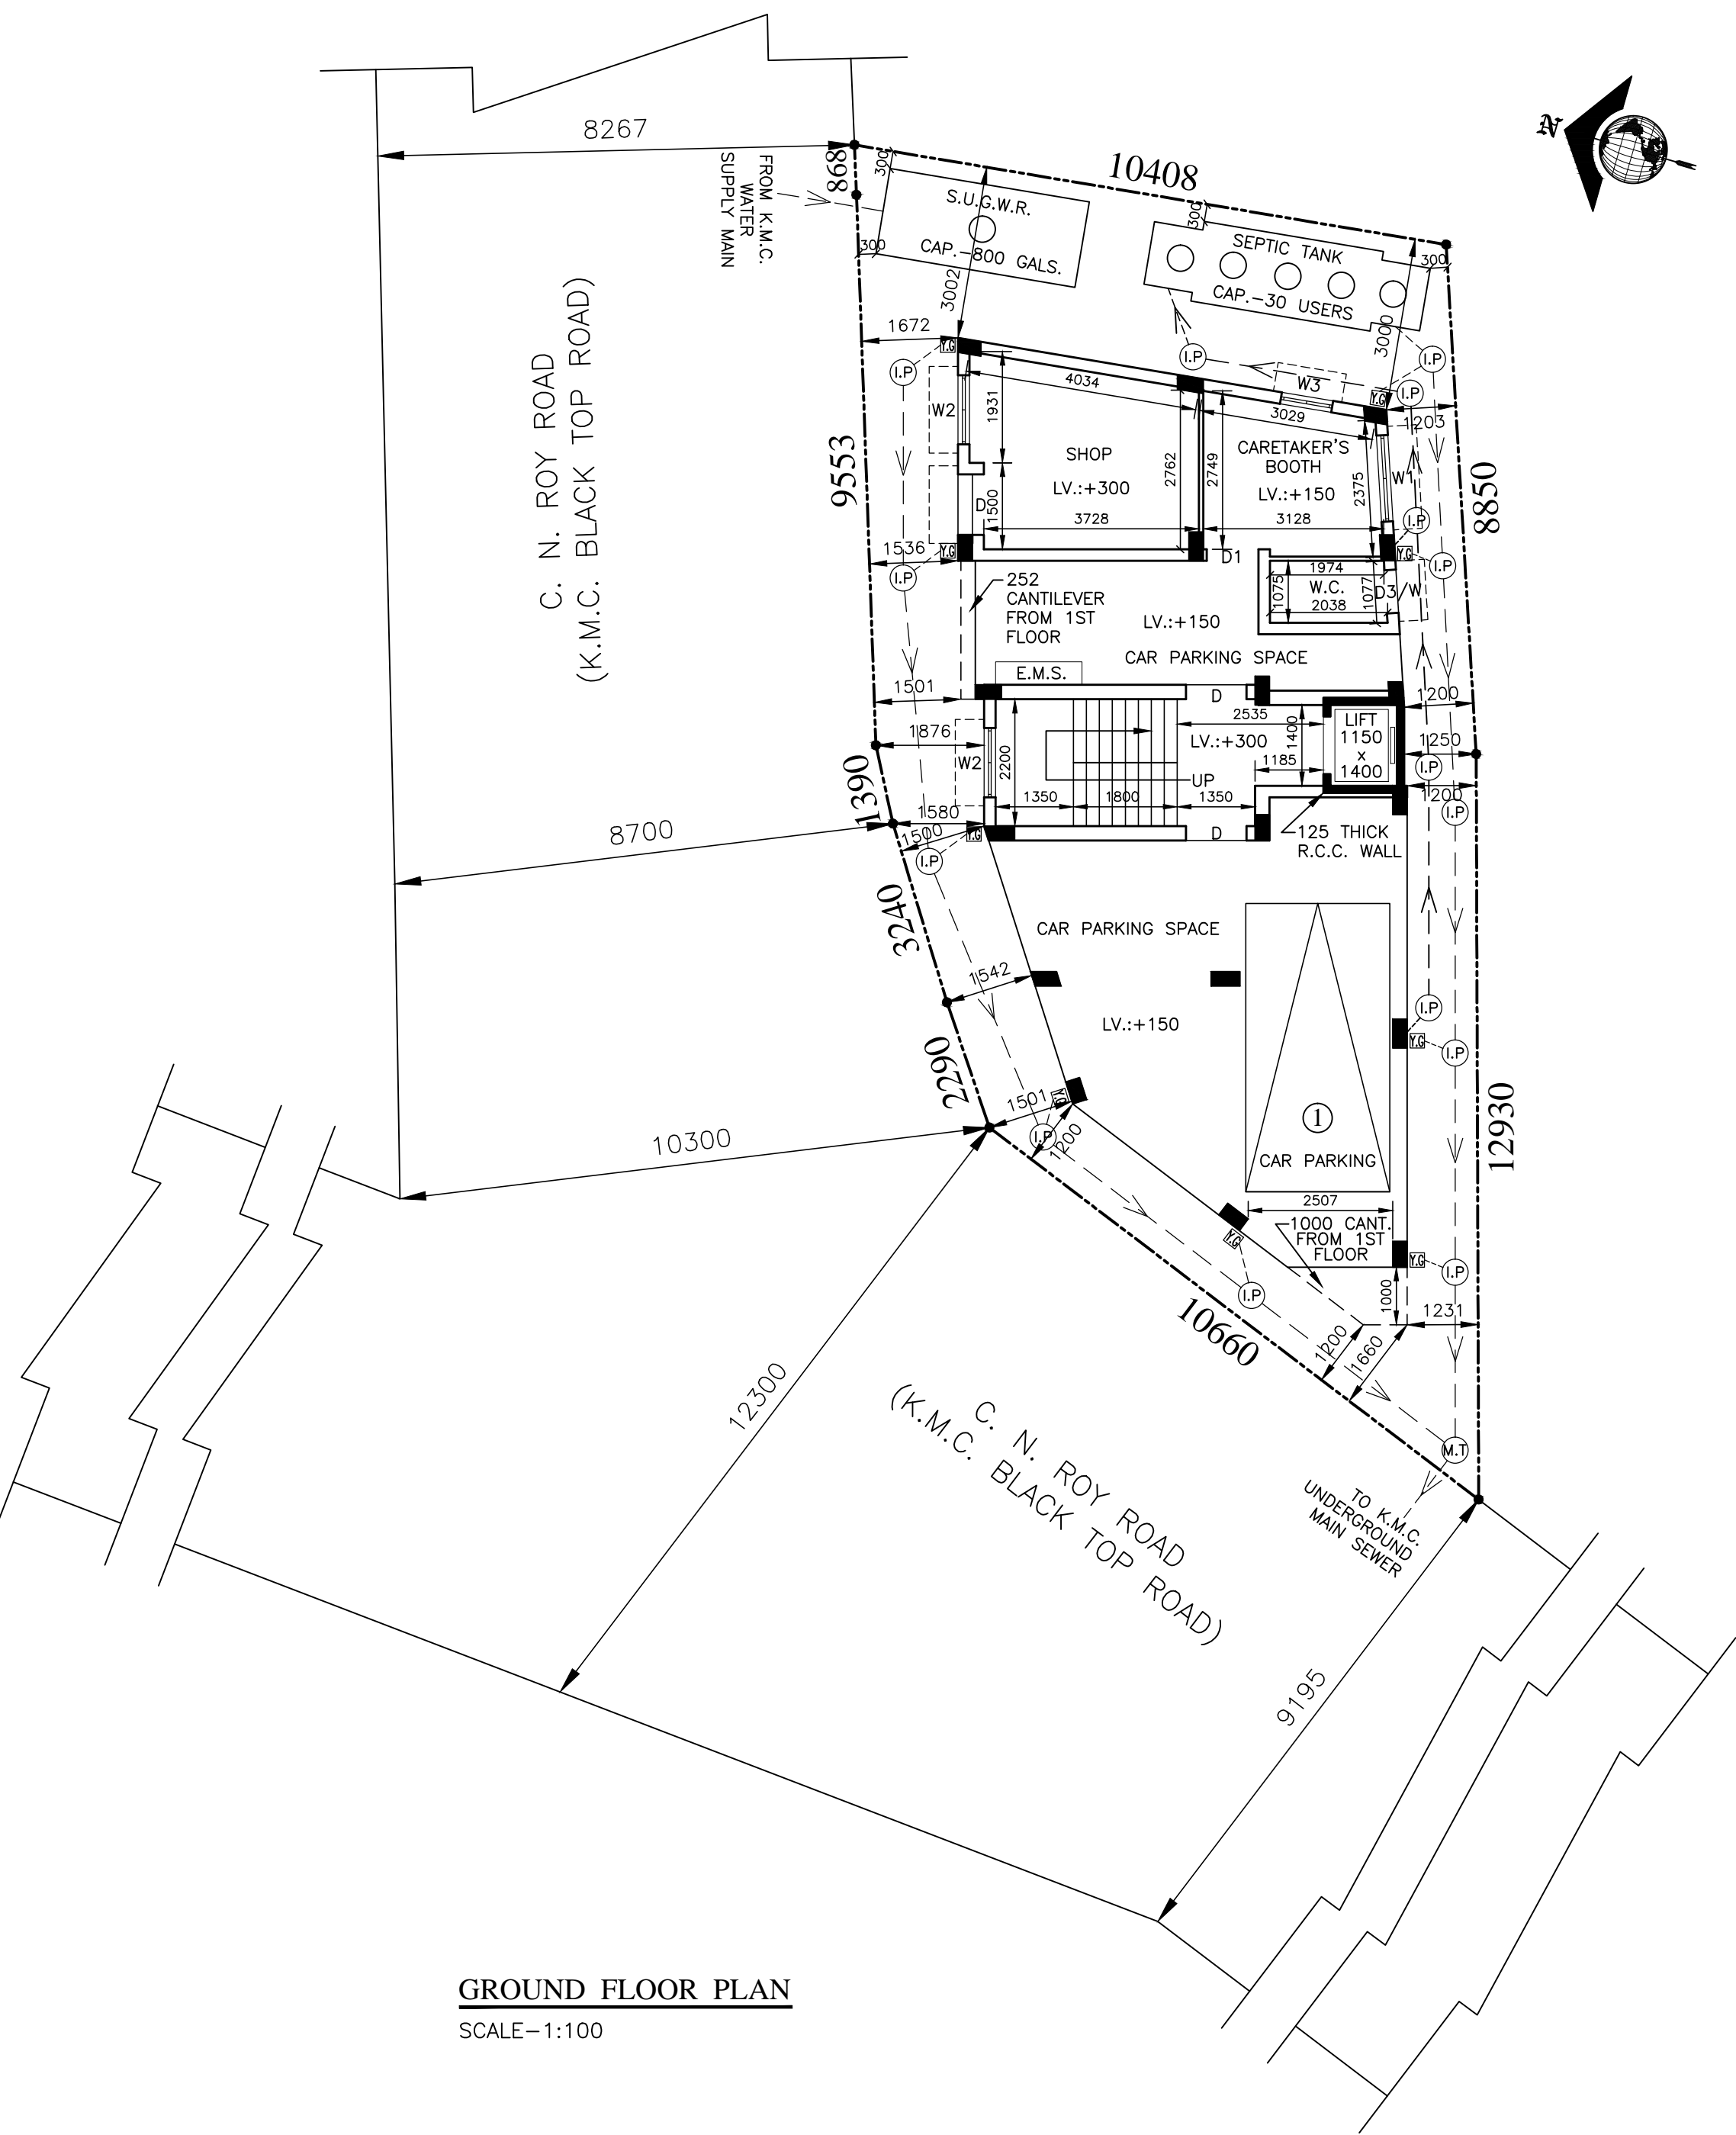 8267
868
300
10408
N
FROM K.M.C.
WATER
SUPPLY MAIN
S.U.G.W.R.
CAP.-800 GALS.
300
3002
300
SEPTIC TANK
CAP.-30 USERS
300
3000
1672
Y.G
I.P
I.P
I.P
I.P
4034
W3
Y.G
3029
1203
W2
1931
SHOP
LV.:+300
2762
2749
CARETAKER'S
BOOTH
LV.:+150
2375
W1
9553
8850
C. N. ROY ROAD
(K.M.C. BLACK TOP ROAD)
D
1500
3728
3128
I.P
1536
Y.G
I.P
D1
Y.G
I.P
252
CANTILEVER
FROM 1ST
FLOOR
1974
W.C.
2038
1075
1077
D3
W
LV.:+150
CAR PARKING SPACE
E.M.S.
1501
D
1200
1876
2535
LV.:+300
1400
LIFT
1150
x
1400
1250
W2
2200
1185
I.P
UP
1350
1800
1350
1200
I.P
1390
1580
1500
Y.G
I.P
D
125 THICK
R.C.C. WALL
8700
3240
CAR PARKING SPACE
1542
LV.:+150
I.P
Y.G
I.P
2290
1501
Y.G
I.P
1200
10300
1
CAR PARKING
12930
2507
1000 CANT.
FROM 1ST
FLOOR
Y.G
Y.G
I.P
I.P
1000
1231
10660
1200
1660
12300
C. N. ROY ROAD
(K.M.C. BLACK TOP ROAD)
M.T
TO K.M.C.
UNDERGROUND
MAIN SEWER
9195
GROUND FLOOR PLAN
SCALE-1:100